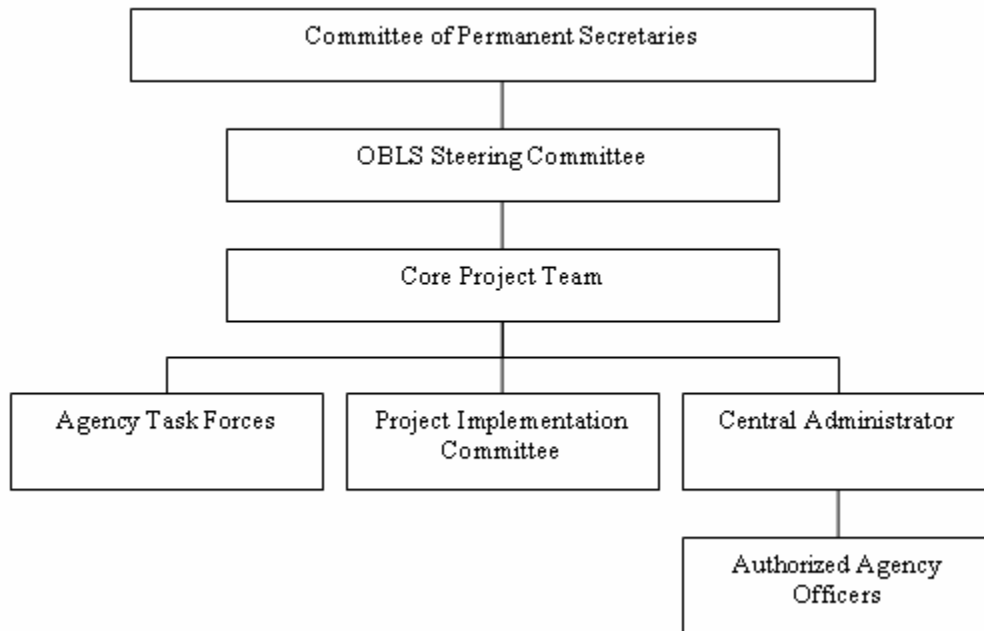 Committee of Permanent Secretaries
OBLS Steering Committee
Core Project Team
Agency Task Forces
Project Implementation
Committee
Central Administrator
Authorized Agency
Officers